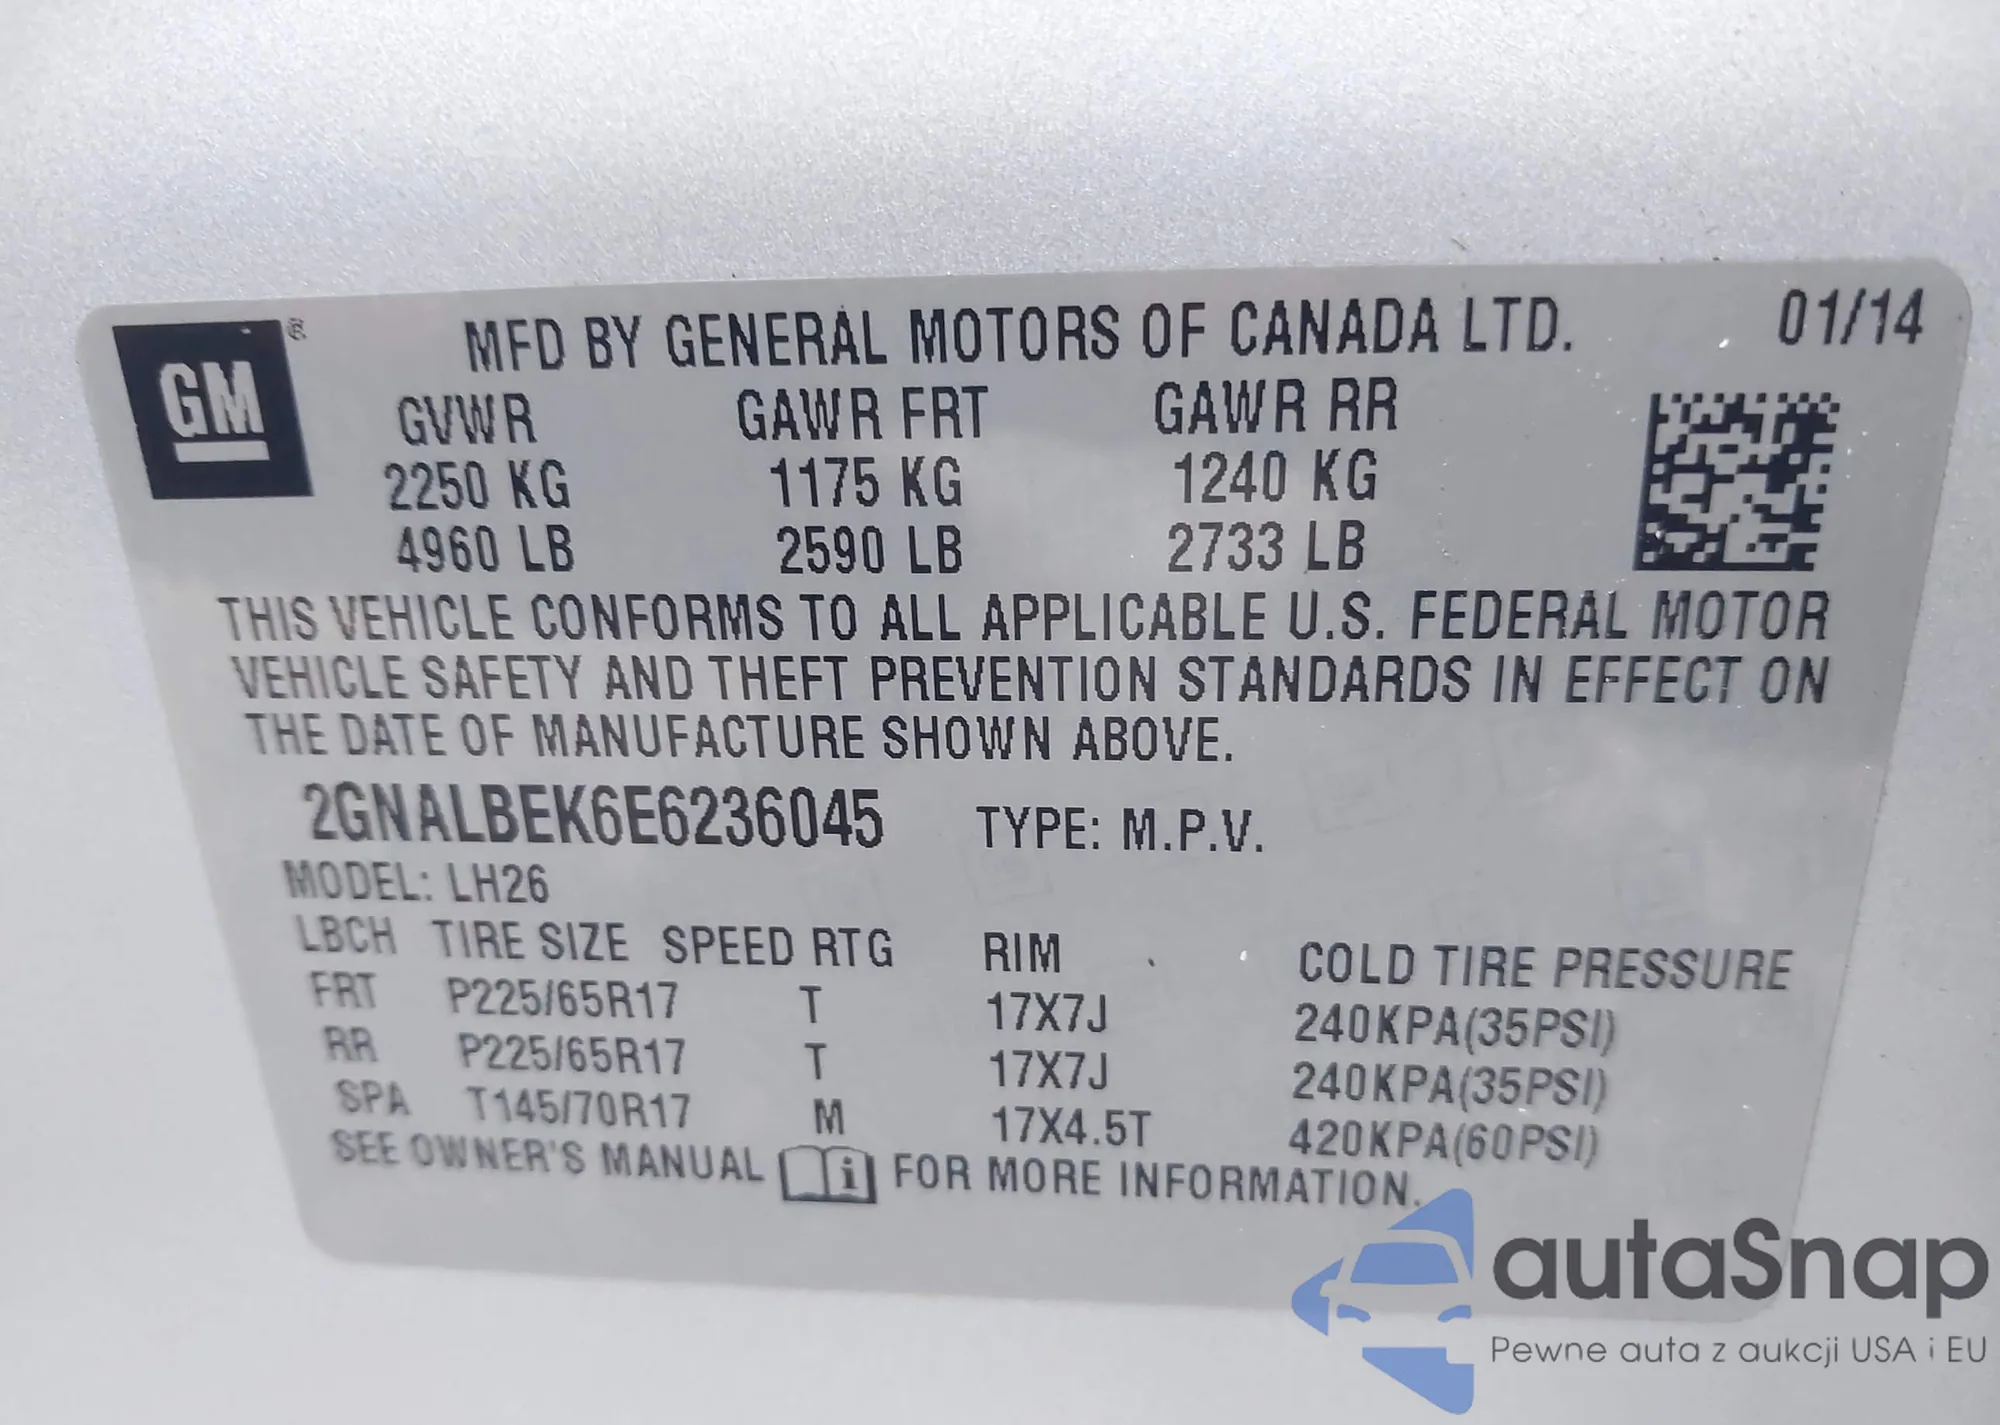 GM ®
MFD BY GENERAL MOTORS OF CANADA LTD. 01/14
GVWR GAWR FRT GAWR RR
2250 KG 1175 KG 1240 KG
4960 LB 2590 LB 2733 LB
THIS VEHICLE CONFORMS TO ALL APPLICABLE U.S. FEDERAL MOTOR
VEHICLE SAFETY AND THEFT PREVENTION STANDARDS IN EFFECT ON
THE DATE OF MANUFACTURE SHOWN ABOVE.
2GNALBEK6E6236045 TYPE: M.P.V.
MODEL: LH26
LBCH TIRE SIZE SPEED RTG RIM COLD TIRE PRESSURE
FRT P225/65R17 T 17X7J 240KPA(35PSI)
RR P225/65R17 T 17X7J 240KPA(35PSI)
SPA T145/70R17 M 17X4.5T 420KPA(60PSI)
SEE OWNER'S MANUAL i FOR MORE INFORMATION.
autaSnap
Pewne auta z aukcji USA i EU